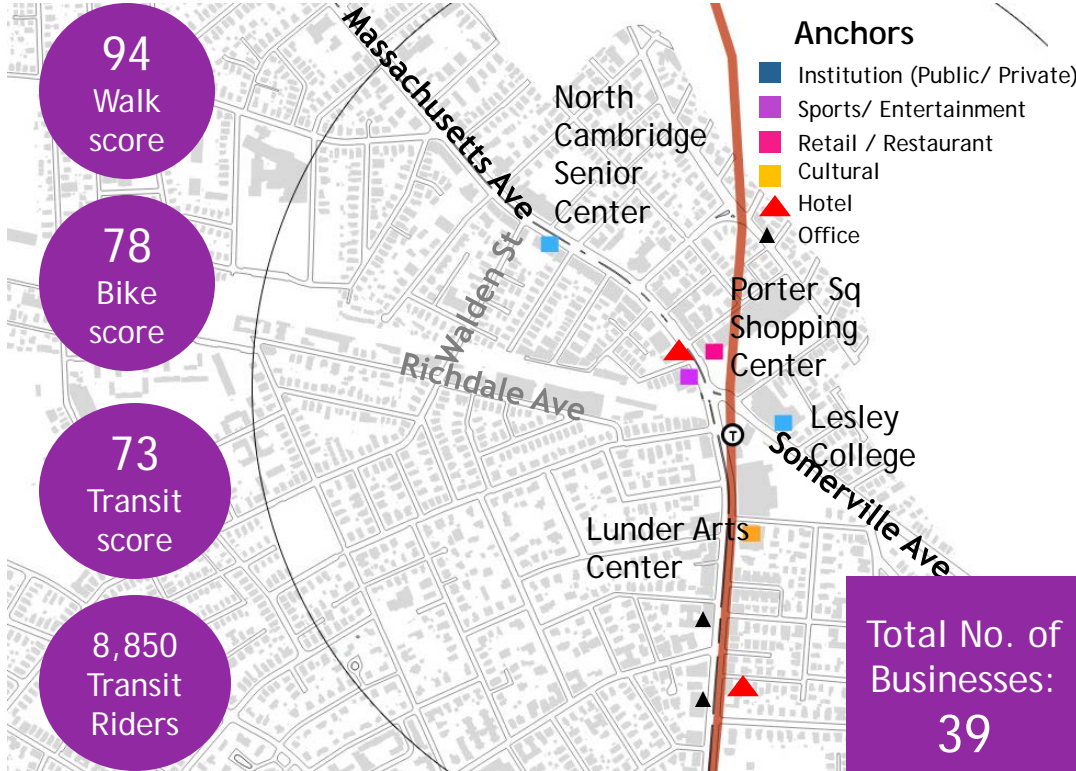 94
Walk
score
78
Bike
score
73
Transit
score
8,850
Transit
Riders
Massachusetts Ave
North
Cambridge
Senior
Center
Walden St
Richdale Ave
Anchors
Institution (Public/ Private)
Sports/ Entertainment
Retail / Restaurant
Cultural
Hotel
Office
Porter Sq
Shopping
Center
T
Lesley
College
Somerville Ave
Lunder Arts
Center
Total No. of
Businesses:
39